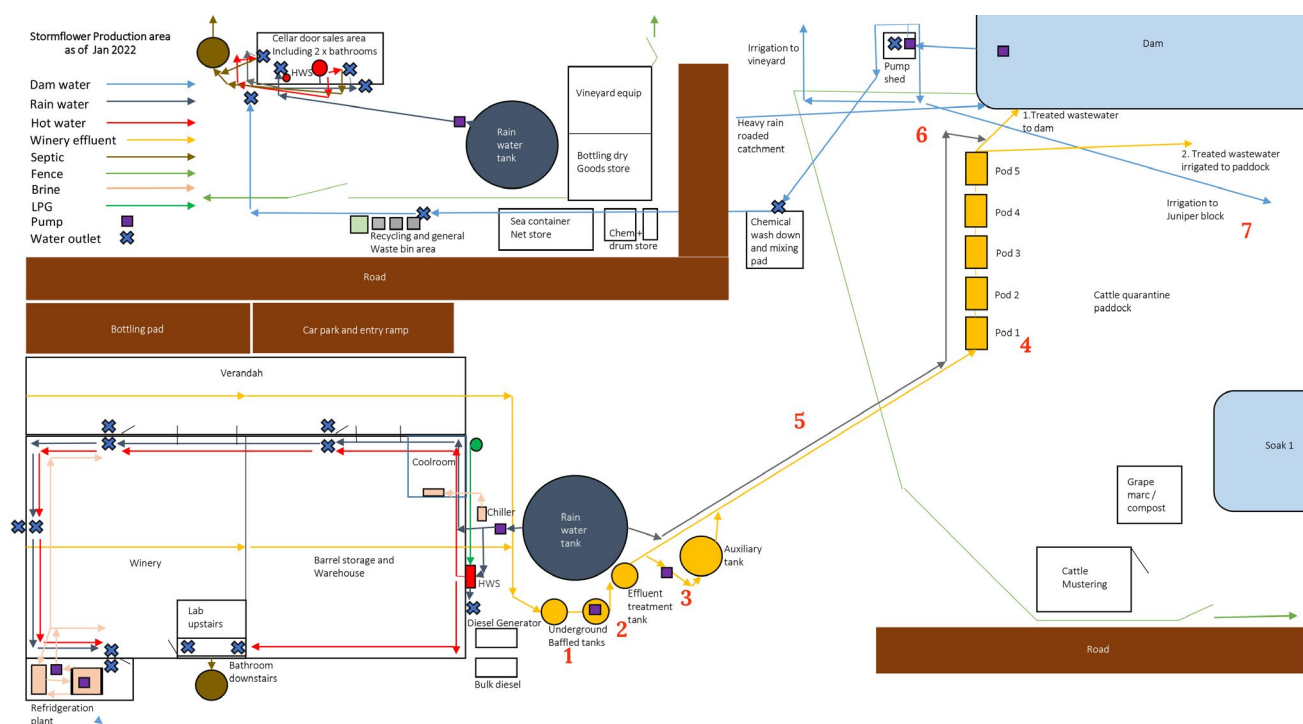 Stormflower Production area
as of Jan 2022
Dam water
Rain water
Hot water
Winery effluent
Septic
Fence
Brine
LPG
Pump
Water outlet
Cellar door sales area
Including 2 x bathrooms
HWS
Rain
water
tank
Vineyard equip
Bottling dry
Goods store
Recycling and general
Waste bin area
Sea container
Net store
Chem +
drum store
Chemical
wash down
and mixing
pad
Irrigation to
vineyard
Pump
shed
Dam
Heavy rain
roaded
catchment
1.Treated wastewater
to dam
6
2. Treated wastewater
irrigated to paddock
Irrigation to
Juniper block
7
Pod 5
Pod 4
Pod 3
Pod 2
Pod 1
4
Cattle quarantine
paddock
Road
Bottling pad
Car park and entry ramp
Verandah
5
Coolroom
Chiller
Rain
water
tank
Soak 1
Grape
marc /
compost
Winery
Barrel storage and
Warehouse
HWS
Auxiliary
tank
Effluent
treatment
tank
3
2
Cattle
Mustering
Lab
upstairs
Diesel Generator
Underground
Baffled tanks
1
Bathroom
downstairs
Bulk diesel
Road
Refridgeration
plant